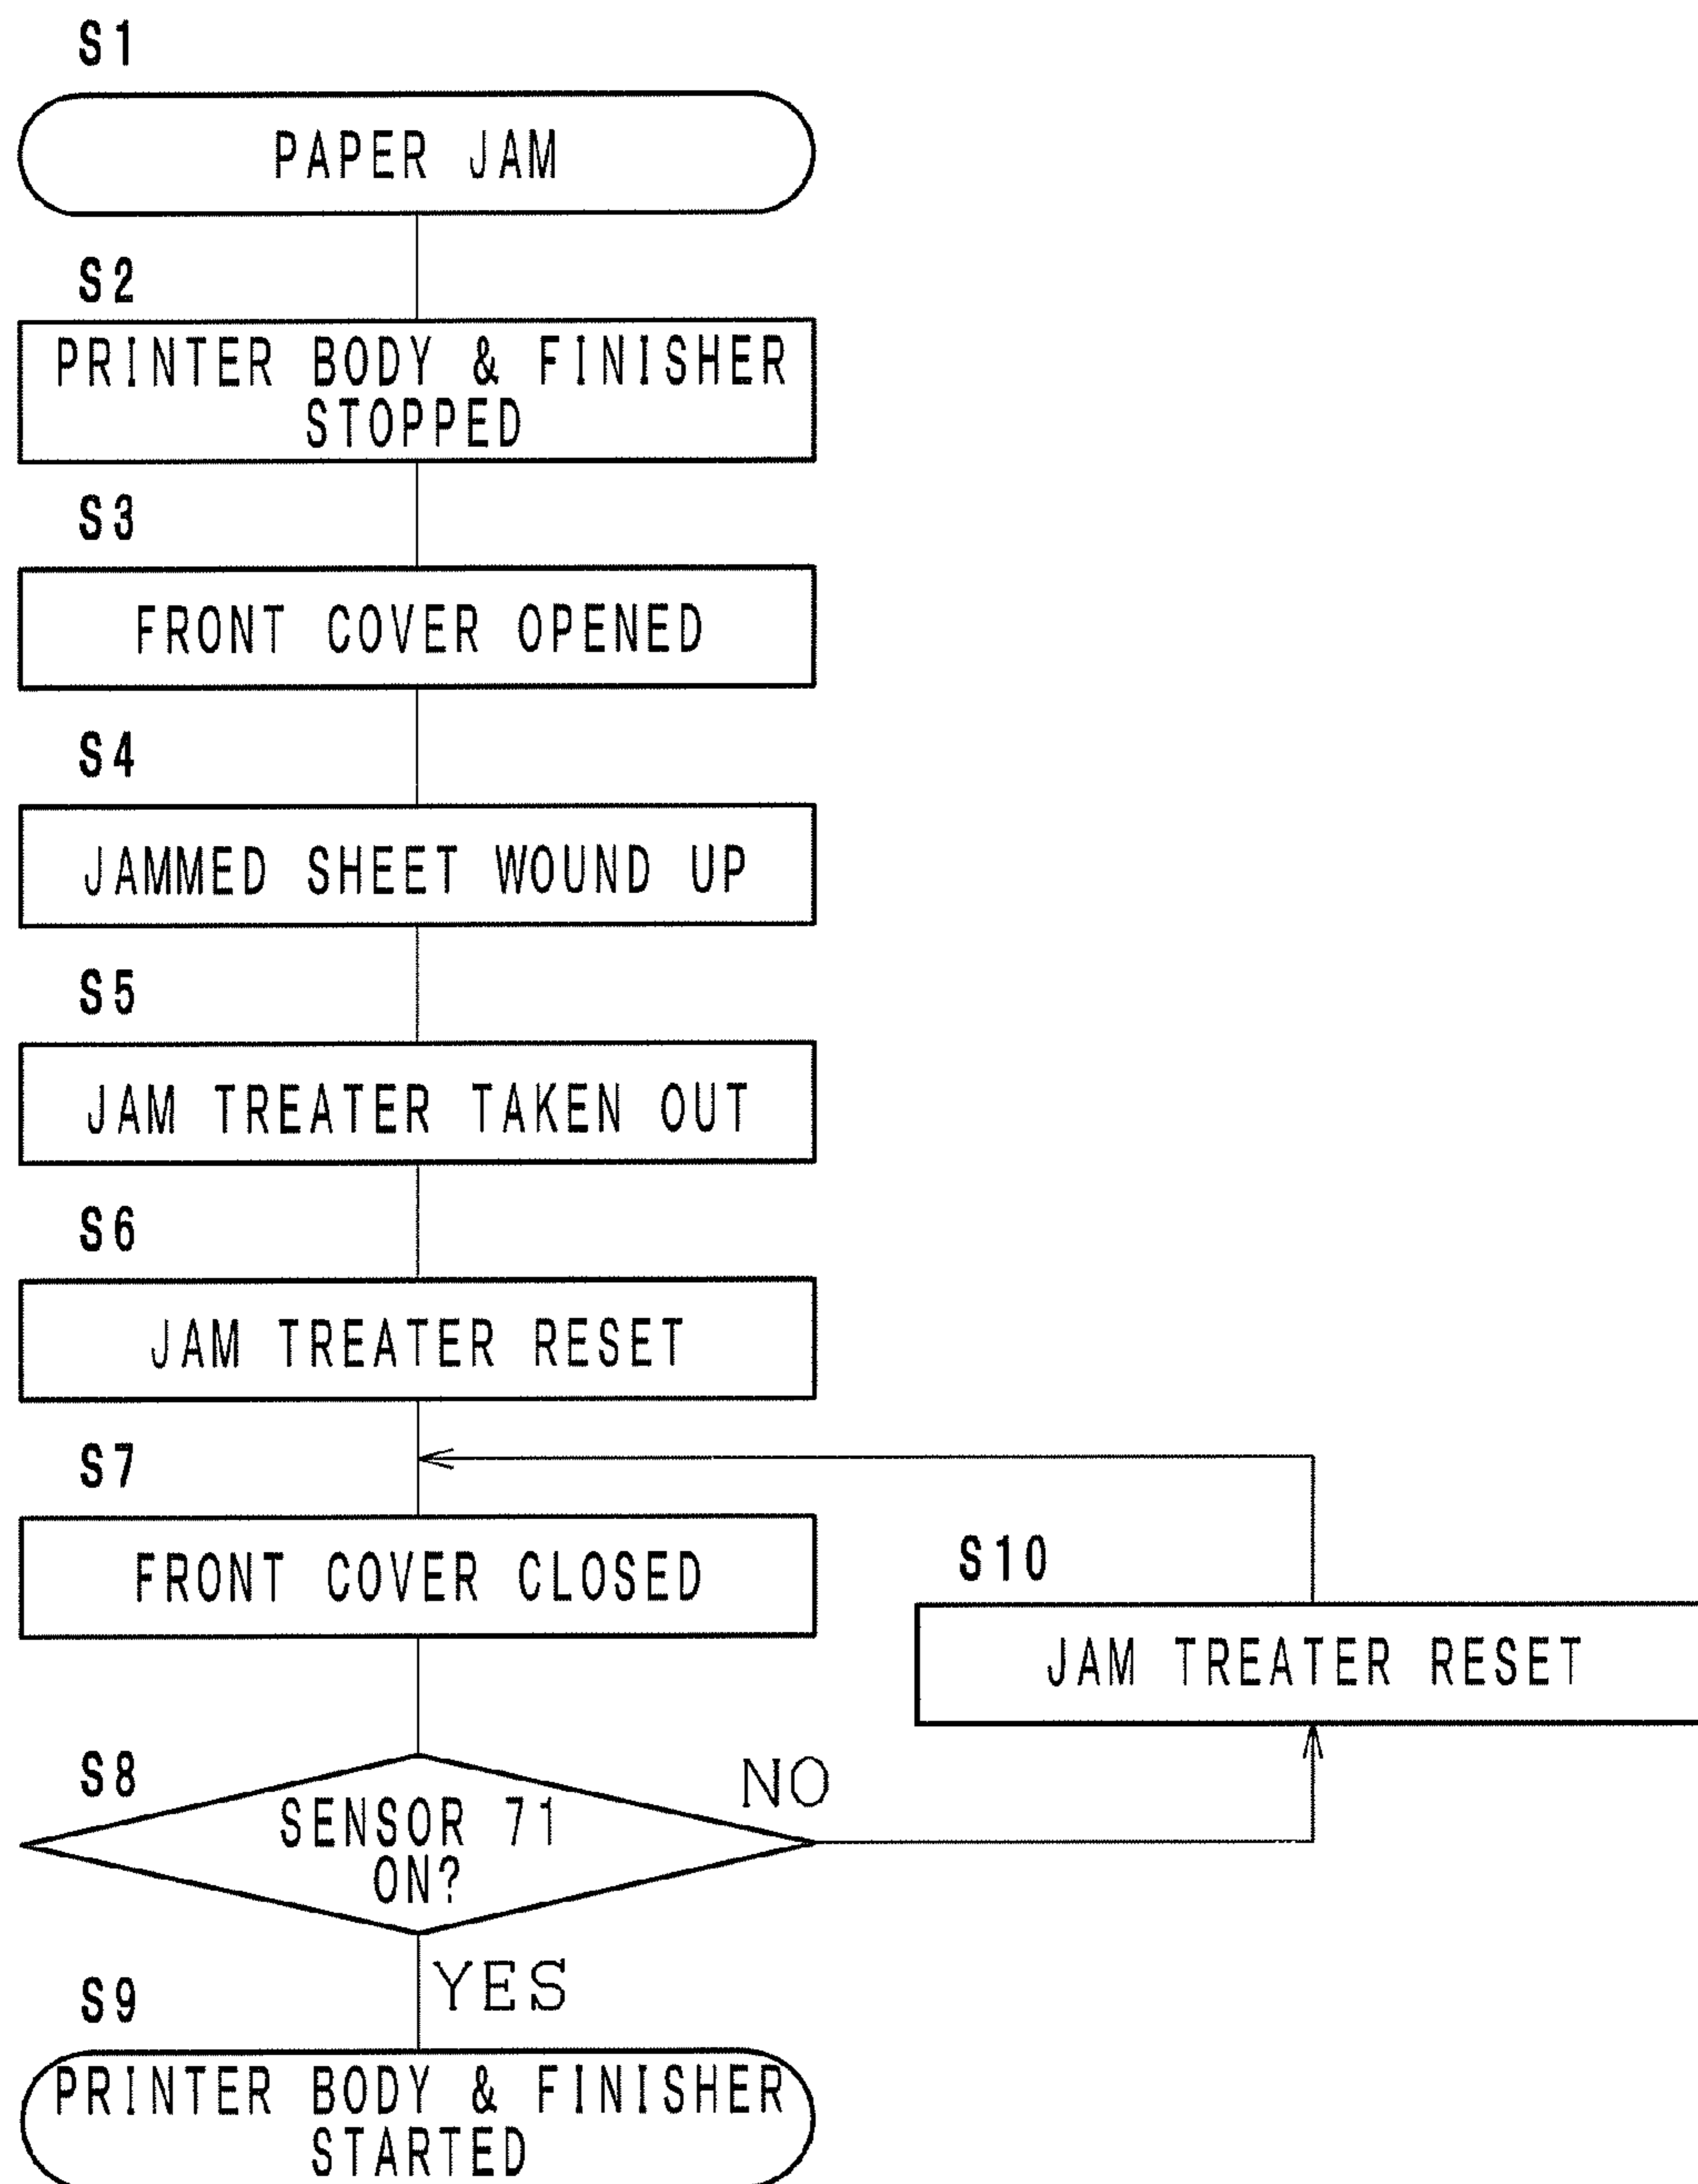 S1
PAPER JAM
S2
PRINTER BODY & FINISHER
STOPPED
S3
FRONT COVER OPENED
S4
JAMMED SHEET WOUND UP
S5
JAM TREATER TAKEN OUT
S6
JAM TREATER RESET
S7
FRONT COVER CLOSED
S10
JAM TREATER RESET
S8
SENSOR 71
ON?
NO
YES
S9
PRINTER BODY & FINISHER
STARTED